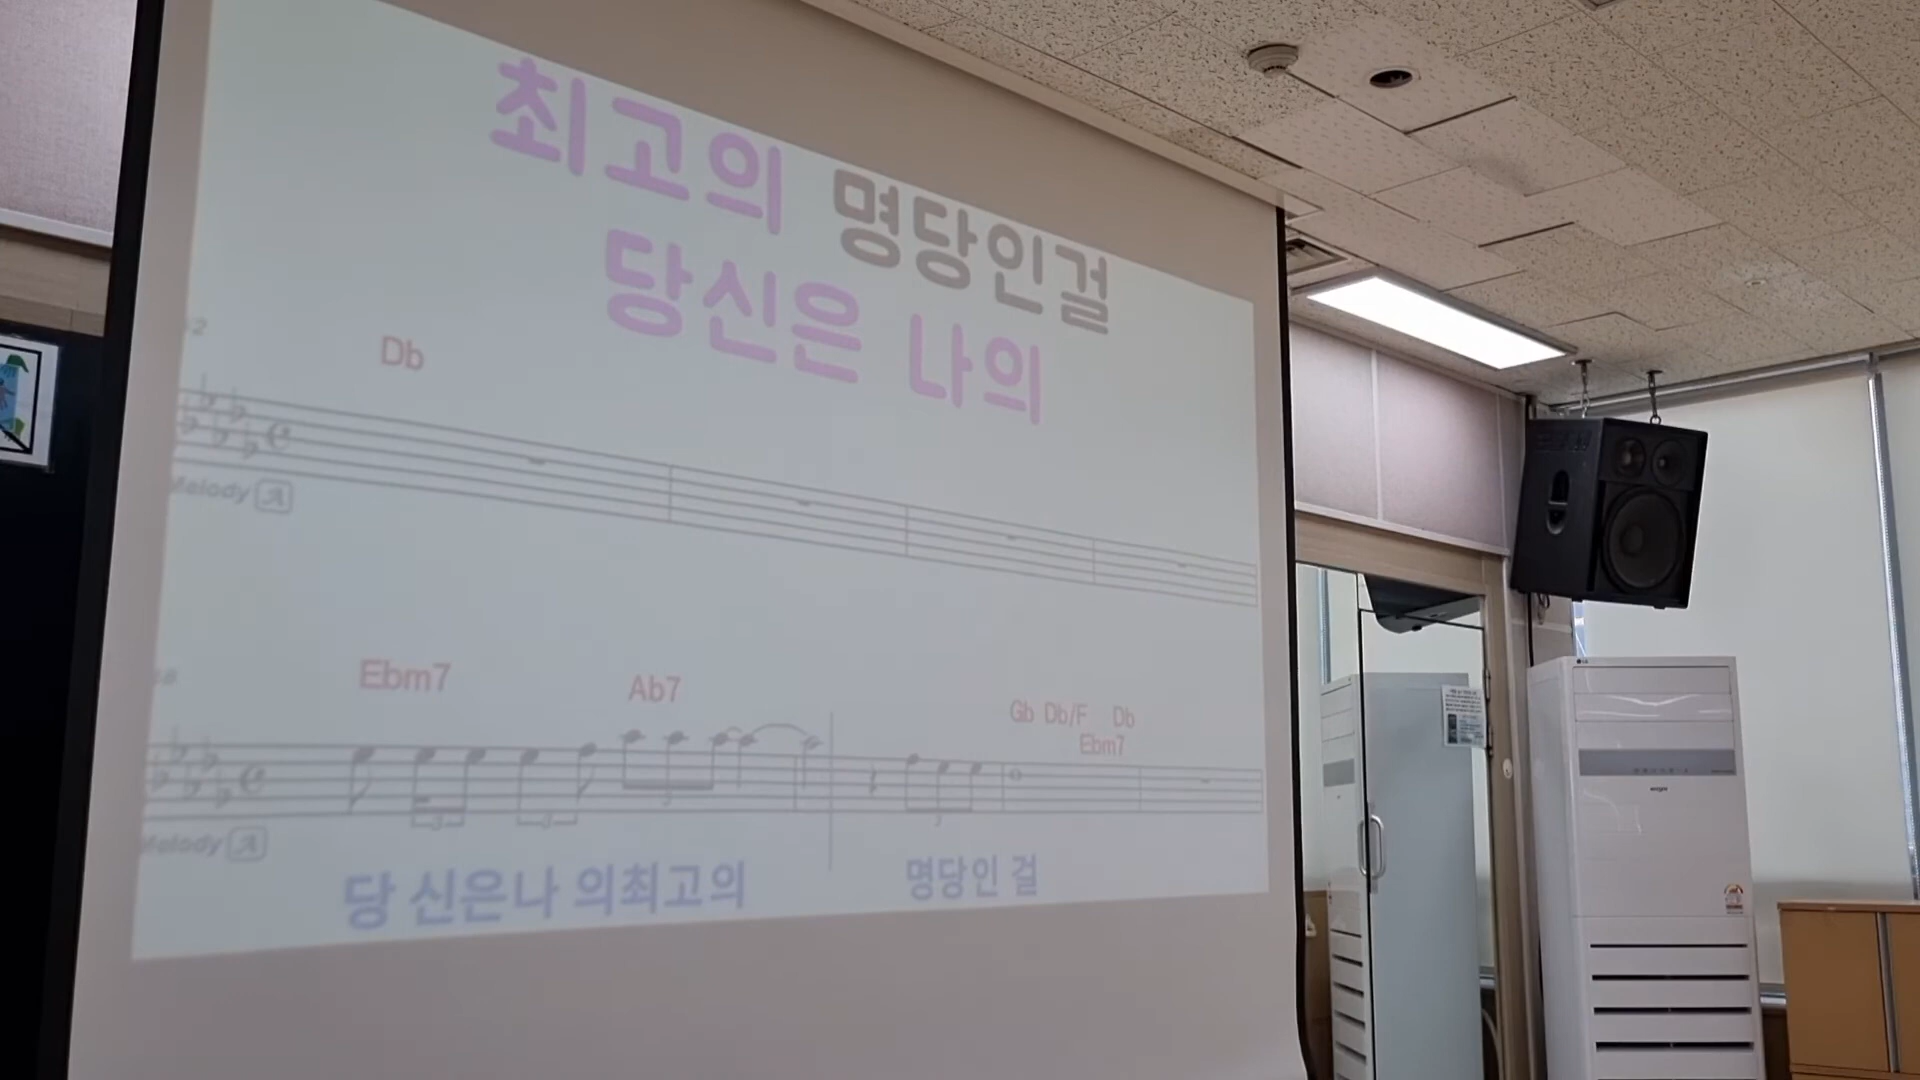 최고의 명당인걸
당신은 나의
Db
Melody A
Ebm7 Ab7 Gb Db/F Db
Ebm7
Melody A
당 신은나 의최고의 명당인 걸
LG